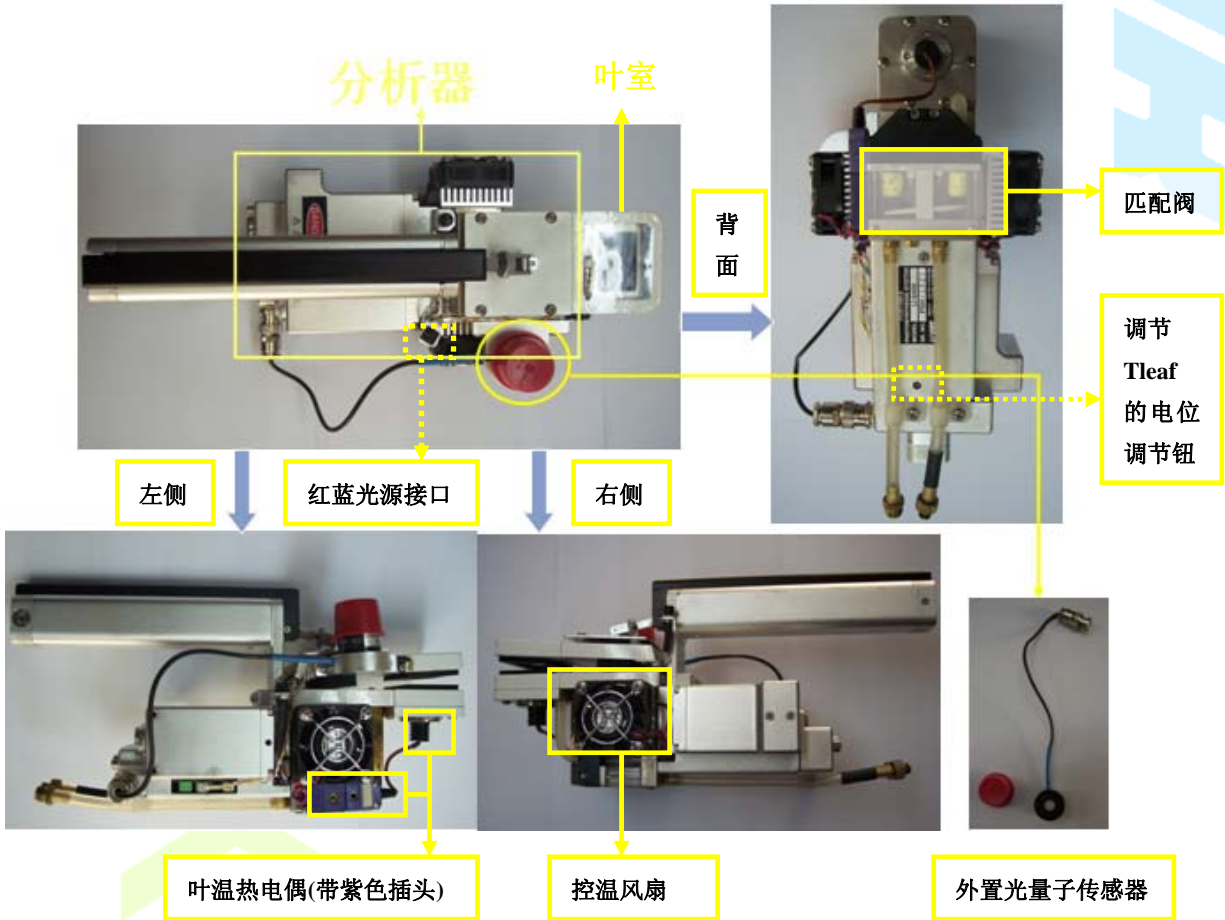 分析器
叶室
背
面
匹配阀
调节
Tleaf
的电位
调节钮
左侧
红蓝光源接口
右侧
叶温热电偶(带紫色插头)
控温风扇
外置光量子传感器